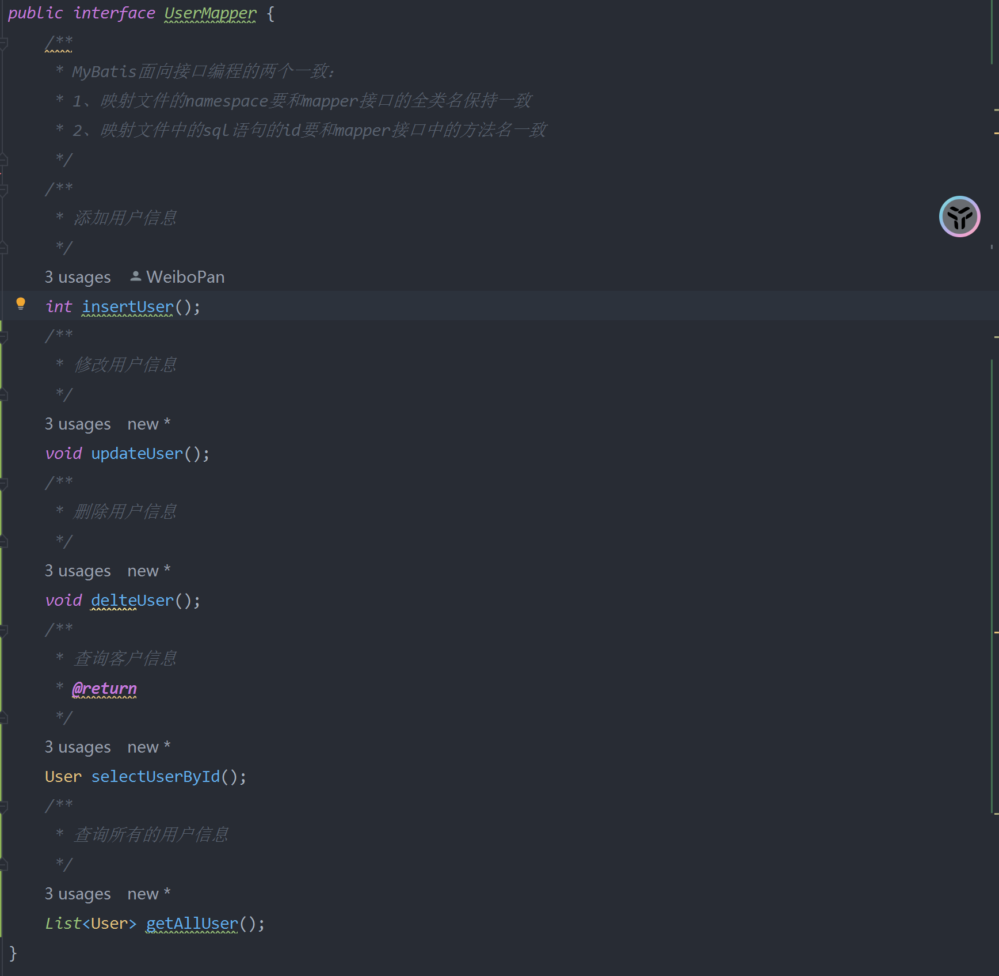 public interface UserMapper {
/**
* MyBatis面向接口编程的两个一致：
* 1、映射文件的namespace要和mapper接口的全类名保持一致
* 2、映射文件中的sql语句的id要和mapper接口中的方法名一致
*/
/**
* 添加用户信息
*/
3 usages WeiboPan
int insertUser();
/**
* 修改用户信息
*/
3 usages new *
void updateUser();
/**
* 删除用户信息
*/
3 usages new *
void delteUser();
/**
* 查询客户信息
* @return
*/
3 usages new *
User selectUserById();
/**
* 查询所有的用户信息
*/
3 usages new *
List<User> getAllUser();
}